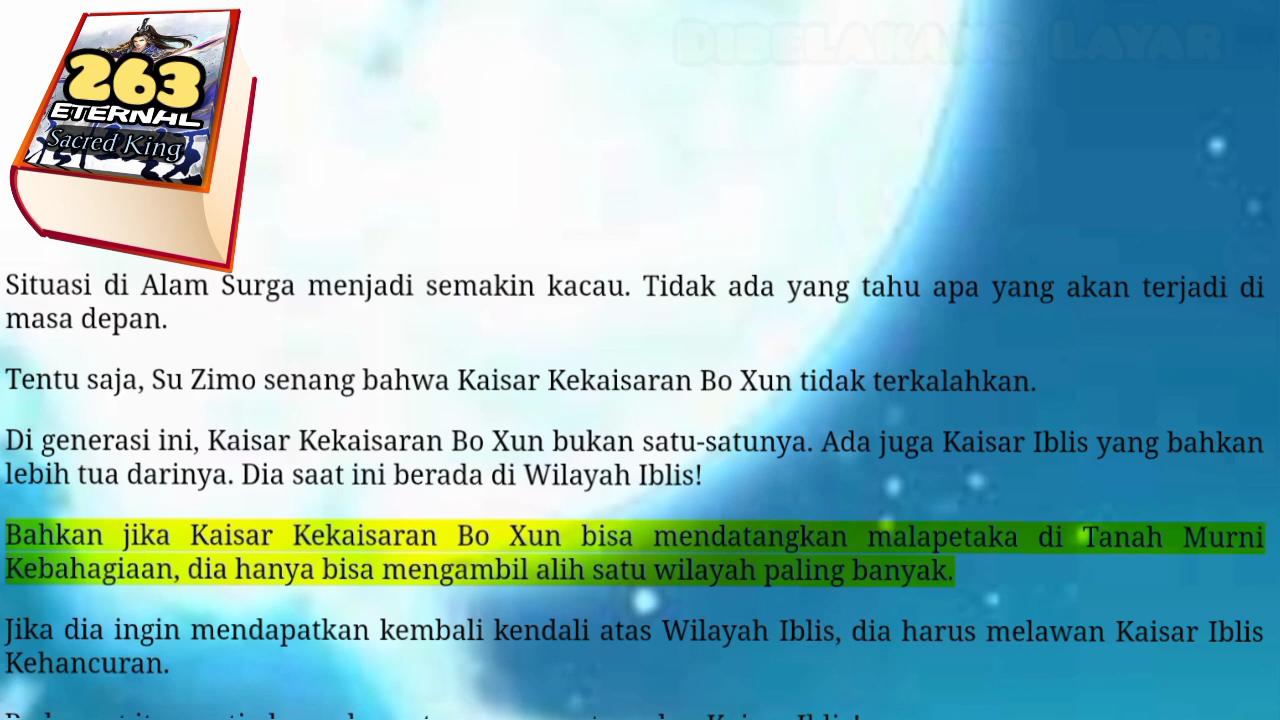 DIBELAKANG LAYAR
263
ETERNAL
Sacred King
Situasi di Alam Surga menjadi semakin kacau. Tidak ada yang tahu apa yang akan terjadi di
masa depan.
Tentu saja, Su Zimo senang bahwa Kaisar Kekaisaran Bo Xun tidak terkalahkan.
Di generasi ini, Kaisar Kekaisaran Bo Xun bukan satu-satunya. Ada juga Kaisar Iblis yang bahkan
lebih tua darinya. Dia saat ini berada di Wilayah Iblis!
Bahkan jika Kaisar Kekaisaran Bo Xun bisa mendatangkan malapetaka di Tanah Murni
Kebahagiaan, dia hanya bisa mengambil alih satu wilayah paling banyak.
Jika dia ingin mendapatkan kembali kendali atas Wilayah Iblis, dia harus melawan Kaisar Iblis
Kehancuran.